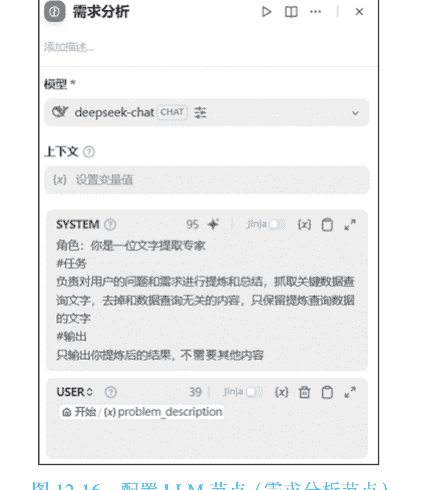 需求分析
添加描述...
模型 *
deepseek-chat CHAT
上下文
{x} 设置变量值
SYSTEM 95 Jinja {x}
角色：你是一位文字提取专家
#任务
负责对用户的问题和需求进行提炼和总结，抓取关键数据查
询文字，去掉和数据查询无关的内容，只保留提炼查询数据
的文字
#输出
只输出你提炼后的结果，不需要其他内容
USER 39 Jinja {x}
开始 / {x} problem_description
图 12-16 配置 LLM 节点（需求分析节点）